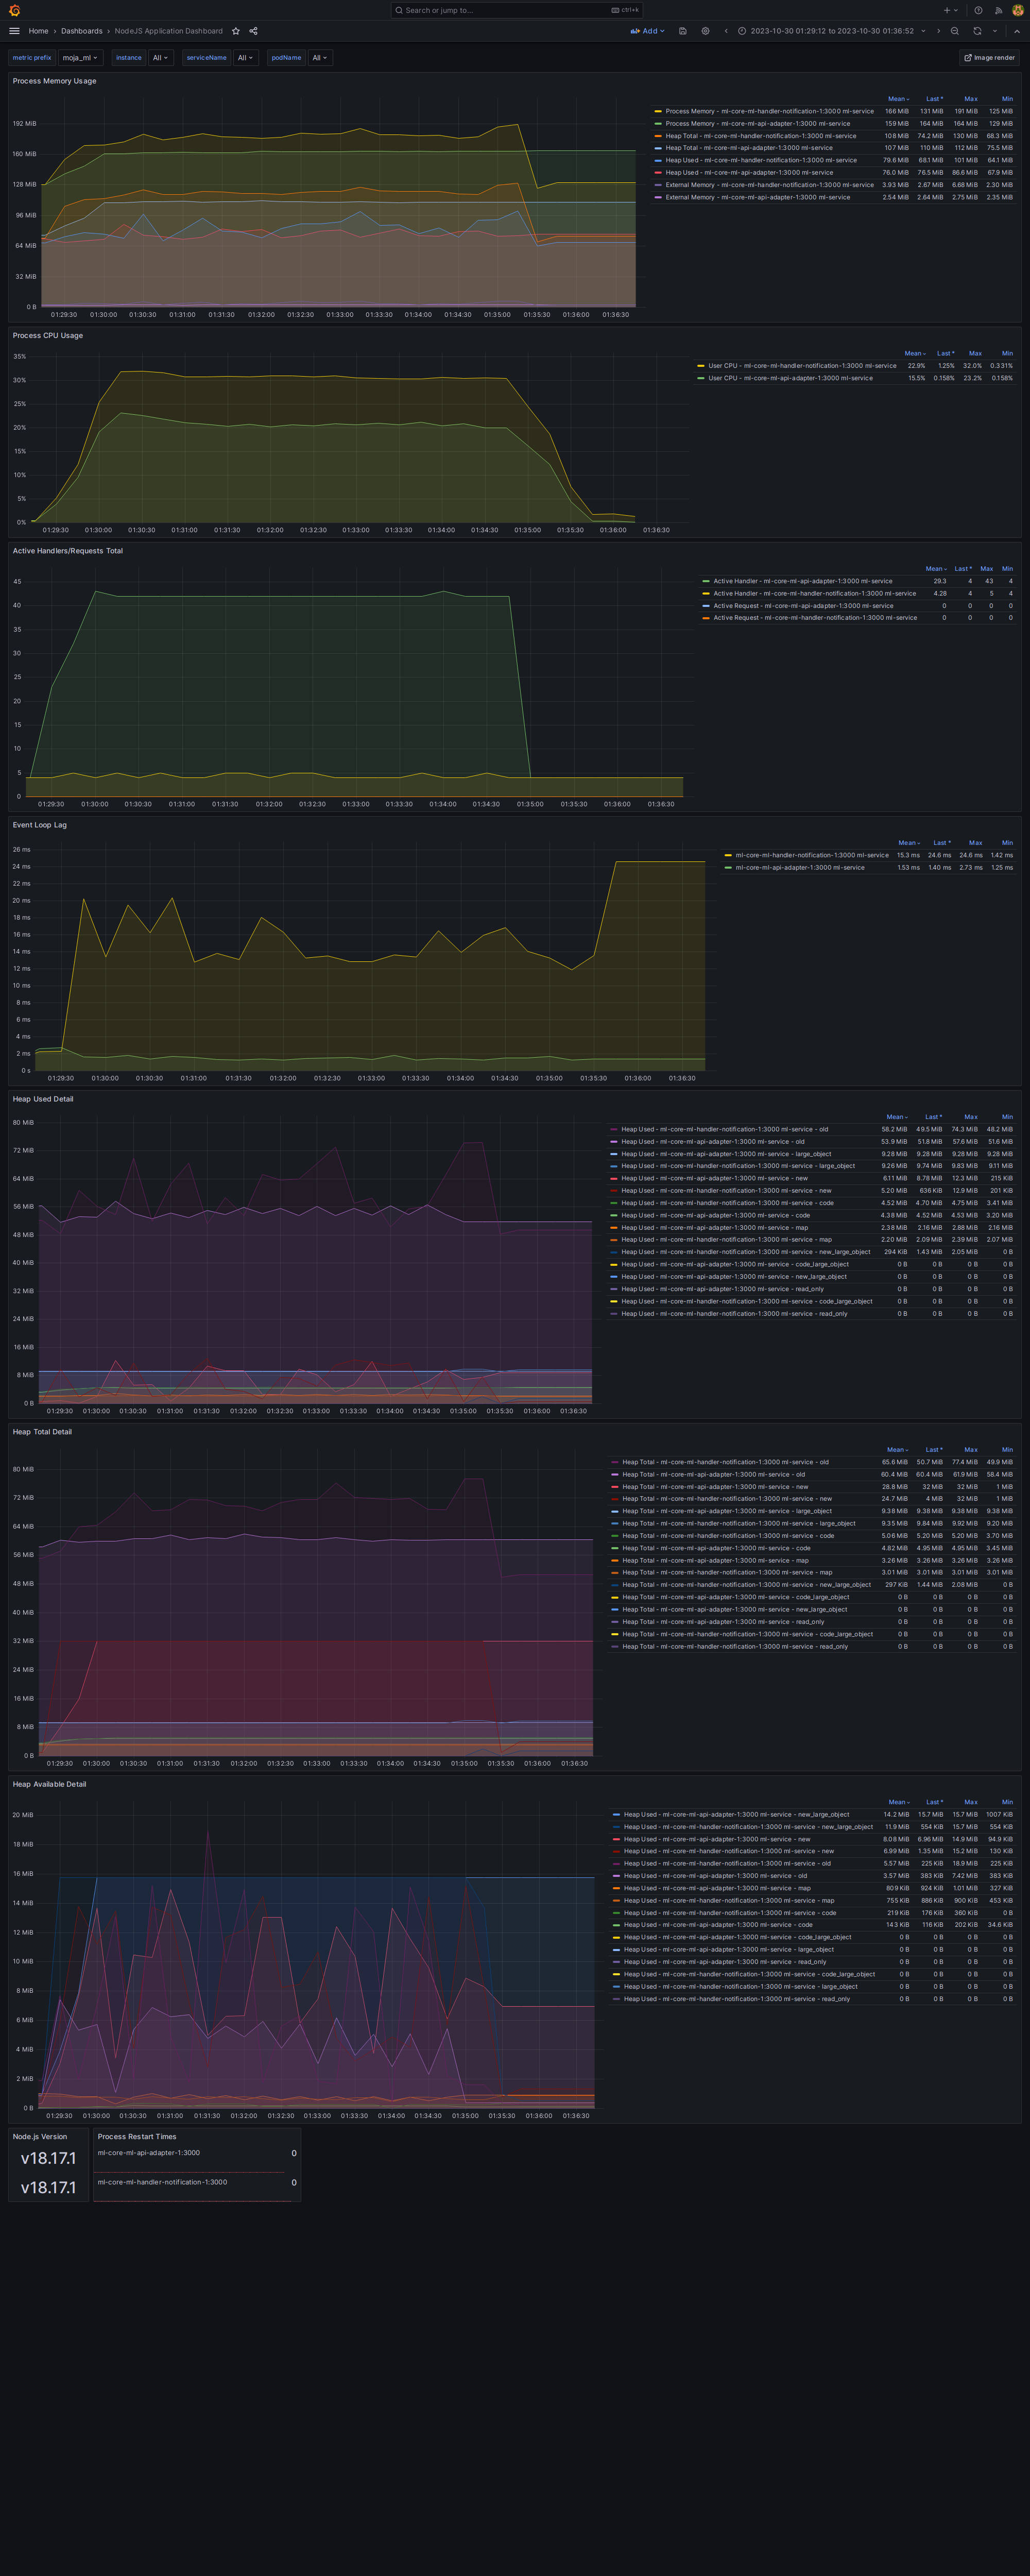 Search or jump to... ctrl+k
Home › Dashboards › NodeJS Application Dashboard Add 2023-10-30 01:29:12 to 2023-10-30 01:36:52
metric prefix moja_ml instance All serviceName All podName All Image render
Process Memory Usage
192 MiB
160 MiB
128 MiB
96 MiB
64 MiB
32 MiB
0 B
01:29:30 01:30:00 01:30:30 01:31:00 01:31:30 01:32:00 01:32:30 01:33:00 01:33:30 01:34:00 01:34:30 01:35:00 01:35:30 01:36:00 01:36:30
Mean Last * Max Min
Process Memory - ml-core-ml-handler-notification-1:3000 ml-service 166 MiB 131 MiB 191 MiB 125 MiB
Process Memory - ml-core-ml-api-adapter-1:3000 ml-service 159 MiB 164 MiB 164 MiB 129 MiB
Heap Total - ml-core-ml-handler-notification-1:3000 ml-service 108 MiB 74.2 MiB 130 MiB 68.3 MiB
Heap Total - ml-core-ml-api-adapter-1:3000 ml-service 107 MiB 110 MiB 112 MiB 75.5 MiB
Heap Used - ml-core-ml-handler-notification-1:3000 ml-service 79.6 MiB 68.1 MiB 101 MiB 64.1 MiB
Heap Used - ml-core-ml-api-adapter-1:3000 ml-service 76.0 MiB 76.5 MiB 86.6 MiB 67.9 MiB
External Memory - ml-core-ml-handler-notification-1:3000 ml-service 3.93 MiB 2.67 MiB 6.68 MiB 2.30 MiB
External Memory - ml-core-ml-api-adapter-1:3000 ml-service 2.54 MiB 2.64 MiB 2.75 MiB 2.35 MiB
Process CPU Usage
35%
30%
25%
20%
15%
10%
5%
0%
01:29:30 01:30:00 01:30:30 01:31:00 01:31:30 01:32:00 01:32:30 01:33:00 01:33:30 01:34:00 01:34:30 01:35:00 01:35:30 01:36:00 01:36:30
Mean Last * Max Min
User CPU - ml-core-ml-handler-notification-1:3000 ml-service 22.9% 1.25% 32.0% 0.331%
User CPU - ml-core-ml-api-adapter-1:3000 ml-service 15.5% 0.158% 23.2% 0.158%
Active Handlers/Requests Total
45
40
35
30
25
20
15
10
5
0
01:29:30 01:30:00 01:30:30 01:31:00 01:31:30 01:32:00 01:32:30 01:33:00 01:33:30 01:34:00 01:34:30 01:35:00 01:35:30 01:36:00 01:36:30
Mean Last * Max Min
Active Handler - ml-core-ml-api-adapter-1:3000 ml-service 29.3 4 43 4
Active Handler - ml-core-ml-handler-notification-1:3000 ml-service 4.28 4 5 4
Active Request - ml-core-ml-api-adapter-1:3000 ml-service 0 0 0 0
Active Request - ml-core-ml-handler-notification-1:3000 ml-service 0 0 0 0
Event Loop Lag
26 ms
24 ms
22 ms
20 ms
18 ms
16 ms
14 ms
12 ms
10 ms
8 ms
6 ms
4 ms
2 ms
0 s
01:29:30 01:30:00 01:30:30 01:31:00 01:31:30 01:32:00 01:32:30 01:33:00 01:33:30 01:34:00 01:34:30 01:35:00 01:35:30 01:36:00 01:36:30
Mean Last * Max Min
ml-core-ml-handler-notification-1:3000 ml-service 15.3 ms 24.6 ms 24.6 ms 1.42 ms
ml-core-ml-api-adapter-1:3000 ml-service 1.53 ms 1.40 ms 2.73 ms 1.25 ms
Heap Used Detail
80 MiB
72 MiB
64 MiB
56 MiB
48 MiB
40 MiB
32 MiB
24 MiB
16 MiB
8 MiB
0 B
01:29:30 01:30:00 01:30:30 01:31:00 01:31:30 01:32:00 01:32:30 01:33:00 01:33:30 01:34:00 01:34:30 01:35:00 01:35:30 01:36:00 01:36:30
Mean Last * Max Min
Heap Used - ml-core-ml-handler-notification-1:3000 ml-service - old 58.2 MiB 49.5 MiB 74.3 MiB 48.2 MiB
Heap Used - ml-core-ml-api-adapter-1:3000 ml-service - old 53.9 MiB 51.8 MiB 57.6 MiB 51.6 MiB
Heap Used - ml-core-ml-api-adapter-1:3000 ml-service - large_object 9.28 MiB 9.28 MiB 9.28 MiB 9.28 MiB
Heap Used - ml-core-ml-handler-notification-1:3000 ml-service - large_object 9.26 MiB 9.74 MiB 9.83 MiB 9.11 MiB
Heap Used - ml-core-ml-api-adapter-1:3000 ml-service - new 6.11 MiB 8.78 MiB 12.3 MiB 215 KiB
Heap Used - ml-core-ml-handler-notification-1:3000 ml-service - new 5.20 MiB 636 KiB 12.9 MiB 201 KiB
Heap Used - ml-core-ml-handler-notification-1:3000 ml-service - code 4.52 MiB 4.70 MiB 4.75 MiB 3.41 MiB
Heap Used - ml-core-ml-api-adapter-1:3000 ml-service - code 4.38 MiB 4.52 MiB 4.53 MiB 3.20 MiB
Heap Used - ml-core-ml-api-adapter-1:3000 ml-service - map 2.38 MiB 2.16 MiB 2.88 MiB 2.16 MiB
Heap Used - ml-core-ml-handler-notification-1:3000 ml-service - map 2.20 MiB 2.09 MiB 2.39 MiB 2.07 MiB
Heap Used - ml-core-ml-handler-notification-1:3000 ml-service - new_large_object 294 KiB 1.43 MiB 2.05 MiB 0 B
Heap Used - ml-core-ml-api-adapter-1:3000 ml-service - code_large_object 0 B 0 B 0 B 0 B
Heap Used - ml-core-ml-api-adapter-1:3000 ml-service - new_large_object 0 B 0 B 0 B 0 B
Heap Used - ml-core-ml-api-adapter-1:3000 ml-service - read_only 0 B 0 B 0 B 0 B
Heap Used - ml-core-ml-handler-notification-1:3000 ml-service - code_large_object 0 B 0 B 0 B 0 B
Heap Used - ml-core-ml-handler-notification-1:3000 ml-service - read_only 0 B 0 B 0 B 0 B
Heap Total Detail
80 MiB
72 MiB
64 MiB
56 MiB
48 MiB
40 MiB
32 MiB
24 MiB
16 MiB
8 MiB
0 B
01:29:30 01:30:00 01:30:30 01:31:00 01:31:30 01:32:00 01:32:30 01:33:00 01:33:30 01:34:00 01:34:30 01:35:00 01:35:30 01:36:00 01:36:30
Mean Last * Max Min
Heap Total - ml-core-ml-handler-notification-1:3000 ml-service - old 65.6 MiB 50.7 MiB 77.4 MiB 49.9 MiB
Heap Total - ml-core-ml-api-adapter-1:3000 ml-service - old 60.4 MiB 60.4 MiB 61.9 MiB 58.4 MiB
Heap Total - ml-core-ml-api-adapter-1:3000 ml-service - new 28.8 MiB 32 MiB 32 MiB 1 MiB
Heap Total - ml-core-ml-handler-notification-1:3000 ml-service - new 24.7 MiB 4 MiB 32 MiB 1 MiB
Heap Total - ml-core-ml-api-adapter-1:3000 ml-service - large_object 9.38 MiB 9.38 MiB 9.38 MiB 9.38 MiB
Heap Total - ml-core-ml-handler-notification-1:3000 ml-service - large_object 9.35 MiB 9.84 MiB 9.92 MiB 9.20 MiB
Heap Total - ml-core-ml-handler-notification-1:3000 ml-service - code 5.06 MiB 5.20 MiB 5.20 MiB 3.70 MiB
Heap Total - ml-core-ml-api-adapter-1:3000 ml-service - code 4.82 MiB 4.95 MiB 4.95 MiB 3.45 MiB
Heap Total - ml-core-ml-api-adapter-1:3000 ml-service - map 3.26 MiB 3.26 MiB 3.26 MiB 3.26 MiB
Heap Total - ml-core-ml-handler-notification-1:3000 ml-service - map 3.01 MiB 3.01 MiB 3.01 MiB 3.01 MiB
Heap Total - ml-core-ml-handler-notification-1:3000 ml-service - new_large_object 297 KiB 1.44 MiB 2.08 MiB 0 B
Heap Total - ml-core-ml-api-adapter-1:3000 ml-service - code_large_object 0 B 0 B 0 B 0 B
Heap Total - ml-core-ml-api-adapter-1:3000 ml-service - new_large_object 0 B 0 B 0 B 0 B
Heap Total - ml-core-ml-api-adapter-1:3000 ml-service - read_only 0 B 0 B 0 B 0 B
Heap Total - ml-core-ml-handler-notification-1:3000 ml-service - code_large_object 0 B 0 B 0 B 0 B
Heap Total - ml-core-ml-handler-notification-1:3000 ml-service - read_only 0 B 0 B 0 B 0 B
Heap Available Detail
20 MiB
18 MiB
16 MiB
14 MiB
12 MiB
10 MiB
8 MiB
6 MiB
4 MiB
2 MiB
0 B
01:29:30 01:30:00 01:30:30 01:31:00 01:31:30 01:32:00 01:32:30 01:33:00 01:33:30 01:34:00 01:34:30 01:35:00 01:35:30 01:36:00 01:36:30
Mean Last * Max Min
Heap Used - ml-core-ml-api-adapter-1:3000 ml-service - new_large_object 14.2 MiB 15.7 MiB 15.7 MiB 1007 KiB
Heap Used - ml-core-ml-handler-notification-1:3000 ml-service - new_large_object 11.9 MiB 554 KiB 15.7 MiB 554 KiB
Heap Used - ml-core-ml-api-adapter-1:3000 ml-service - new 8.08 MiB 6.96 MiB 14.9 MiB 94.9 KiB
Heap Used - ml-core-ml-handler-notification-1:3000 ml-service - new 6.99 MiB 1.35 MiB 15.2 MiB 130 KiB
Heap Used - ml-core-ml-handler-notification-1:3000 ml-service - old 5.57 MiB 225 KiB 18.9 MiB 225 KiB
Heap Used - ml-core-ml-api-adapter-1:3000 ml-service - old 3.57 MiB 383 KiB 7.42 MiB 383 KiB
Heap Used - ml-core-ml-api-adapter-1:3000 ml-service - map 809 KiB 924 KiB 1.01 MiB 327 KiB
Heap Used - ml-core-ml-handler-notification-1:3000 ml-service - map 755 KiB 886 KiB 900 KiB 453 KiB
Heap Used - ml-core-ml-handler-notification-1:3000 ml-service - code 219 KiB 176 KiB 360 KiB 0 B
Heap Used - ml-core-ml-api-adapter-1:3000 ml-service - code 143 KiB 116 KiB 202 KiB 34.6 KiB
Heap Used - ml-core-ml-api-adapter-1:3000 ml-service - code_large_object 0 B 0 B 0 B 0 B
Heap Used - ml-core-ml-api-adapter-1:3000 ml-service - large_object 0 B 0 B 0 B 0 B
Heap Used - ml-core-ml-api-adapter-1:3000 ml-service - read_only 0 B 0 B 0 B 0 B
Heap Used - ml-core-ml-handler-notification-1:3000 ml-service - code_large_object 0 B 0 B 0 B 0 B
Heap Used - ml-core-ml-handler-notification-1:3000 ml-service - large_object 0 B 0 B 0 B 0 B
Heap Used - ml-core-ml-handler-notification-1:3000 ml-service - read_only 0 B 0 B 0 B 0 B
Node.js Version Process Restart Times
v18.17.1 ml-core-ml-api-adapter-1:3000 0
v18.17.1 ml-core-ml-handler-notification-1:3000 0